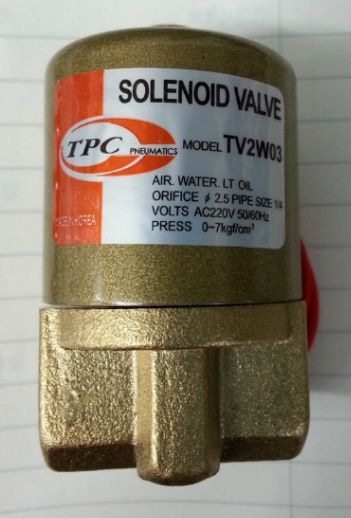 SOLENOID VALVE
TPC PNEUMATICS
MODEL TV2W03
AIR. WATER. LT OIL
ORIFICE ϕ 2.5 PIPE SIZE 1/4
VOLTS AC220V 50/60Hz
PRESS 0~7kgf/cm²
MADE IN KOREA